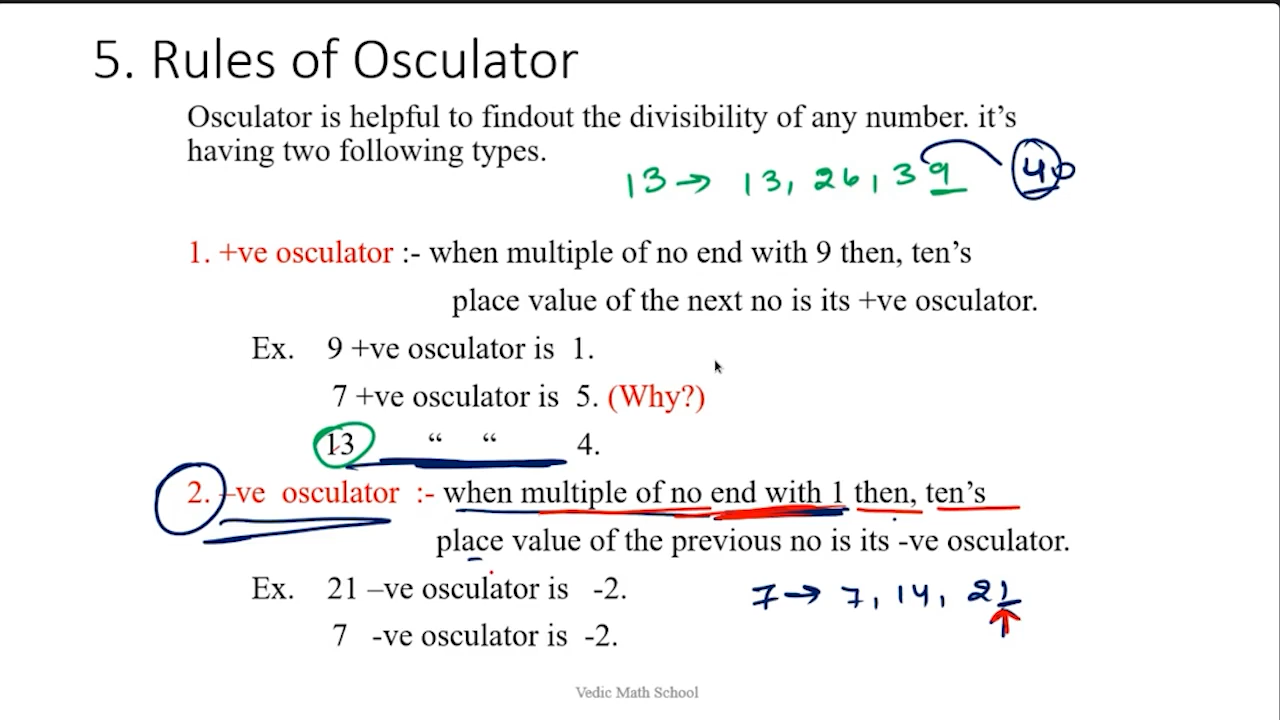 5. Rules of Osculator
Osculator is helpful to findout the divisibility of any number. it's
having two following types.
13 → 13, 26, 39 40
1. +ve osculator :- when multiple of no end with 9 then, ten's
place value of the next no is its +ve osculator.
Ex. 9 +ve osculator is 1.
7 +ve osculator is 5. (Why?)
13 “ “ 4.
2. –ve osculator :- when multiple of no end with 1 then, ten's
place value of the previous no is its -ve osculator.
Ex. 21 –ve osculator is -2.
7 → 7, 14, 21
7 -ve osculator is -2.
Vedic Math School